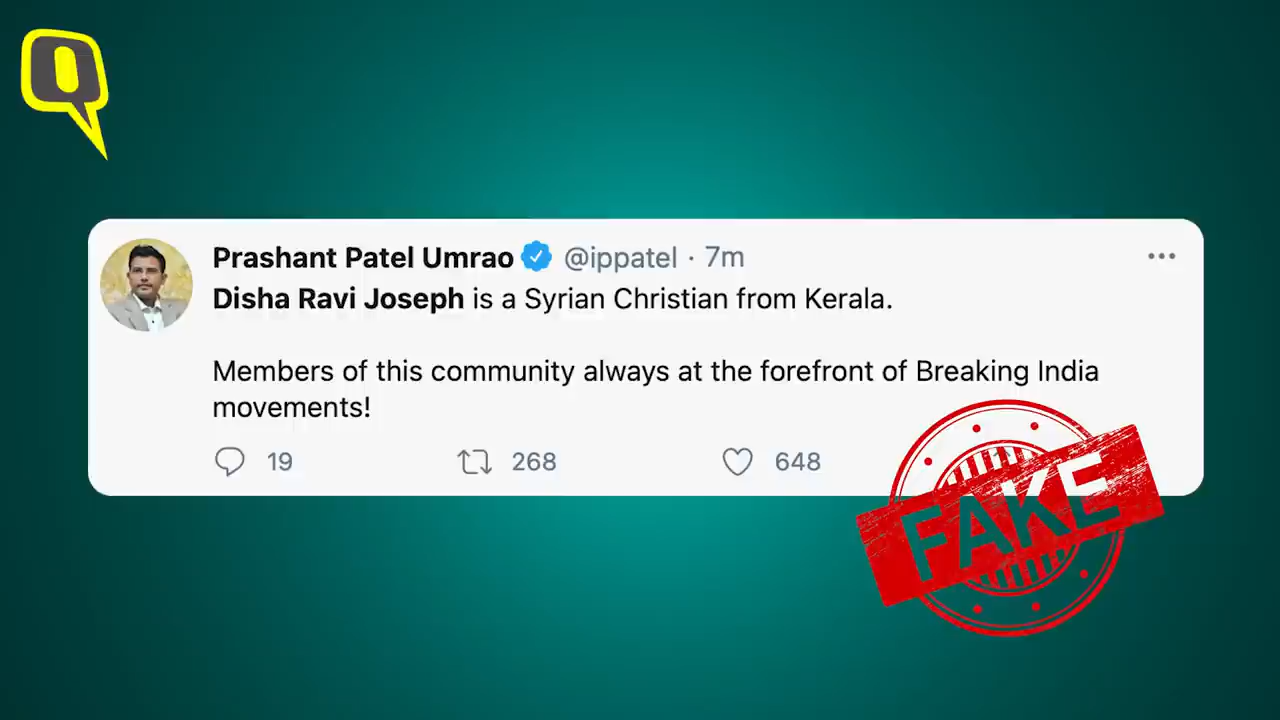 Prashant Patel Umrao @ippatel · 7m
Disha Ravi Joseph is a Syrian Christian from Kerala.
Members of this community always at the forefront of Breaking India
movements!
19 268 648
FAKE